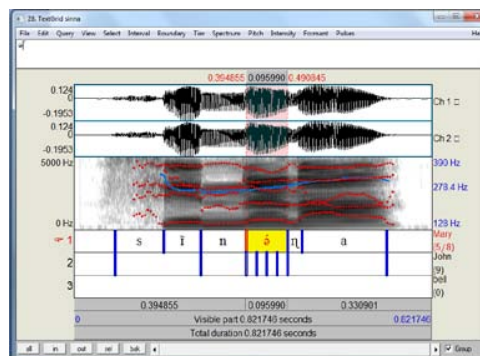 28. TextGrid sinna
File Edit Query View Select Interval Boundary Tier Spectrum Pitch Intensity Formant Pulses
0.394855 0.095990 0.490845
0.124
0
-0.1953
Ch 1
0.124
0
-0.1953
Ch 2
5000 Hz 390 Hz
278.4 Hz
0 Hz 128 Hz
1 s ĩ n ə́ ɳ a Mary
(5/8)
2 John
(9)
3 bell
(0)
0.394855 0.095990 0.330901
0 Visible part 0.821746 seconds 0.821746
Total duration 0.821746 seconds
all in out sel bak Group